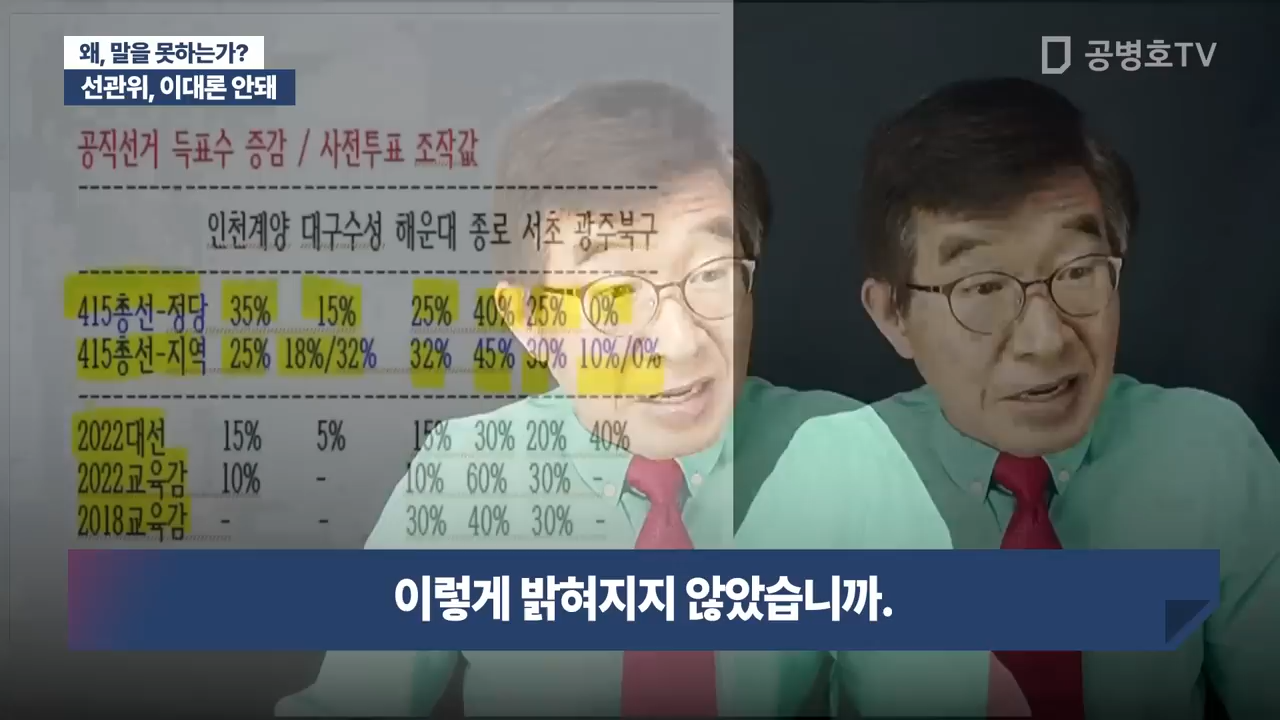 왜, 말을 못하는가?
선관위, 이대론 안돼
공병호TV
공직선거 득표수 증감 / 사전투표 조작값
인천계양 대구수성 해운대 종로 서초 광주북구
415총선-정당 35% 15% 25% 40% 25% 0%
415총선-지역 25% 18%/32% 32% 45% 30% 10%/0%
2022대선 15% 5% 15% 30% 20% 40%
2022교육감 10% - 10% 60% 30% -
2018교육감 - - 30% 40% 30% -
이렇게 밝혀지지 않았습니까.